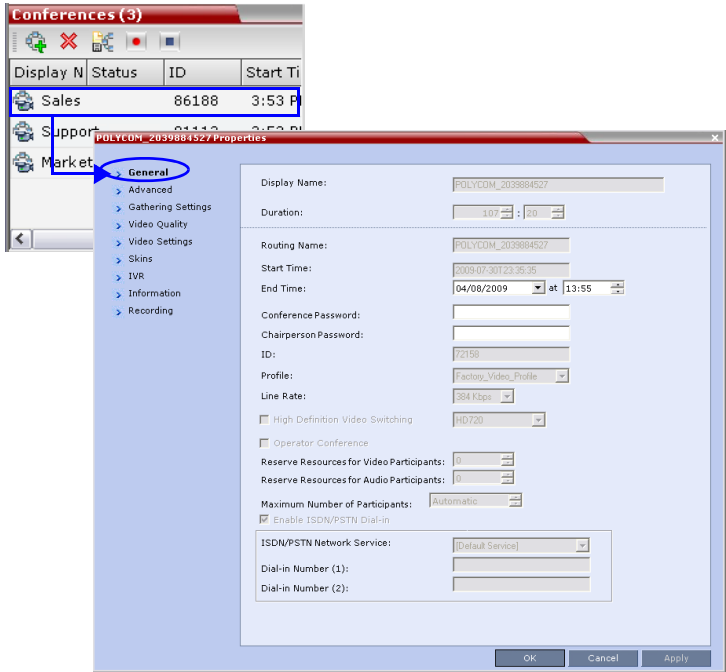 Conferences (3)
Display N Status ID Start Ti
Sales 86188 3:53 P
Support
Market
POLYCOM_2039884527 Properties
General
Advanced
Gathering Settings
Video Quality
Video Settings
Skins
IVR
Information
Recording
Display Name: POLYCOM_2039884527
Duration: 107 : 20
Routing Name: POLYCOM_2039884527
Start Time: 2009-07-30T23:35:35
End Time: 04/08/2009 at 13:55
Conference Password:
Chairperson Password:
ID: 72158
Profile: Factory_Video_Profile
Line Rate: 384 Kbps
High Definition Video Switching HD720
Operator Conference
Reserve Resources for Video Participants: 0
Reserve Resources for Audio Participants: 0
Maximum Number of Participants: Automatic
Enable ISDN/PSTN Dial-in
ISDN/PSTN Network Service: [Default Service]
Dial-in Number (1):
Dial-in Number (2):
OK Cancel Apply